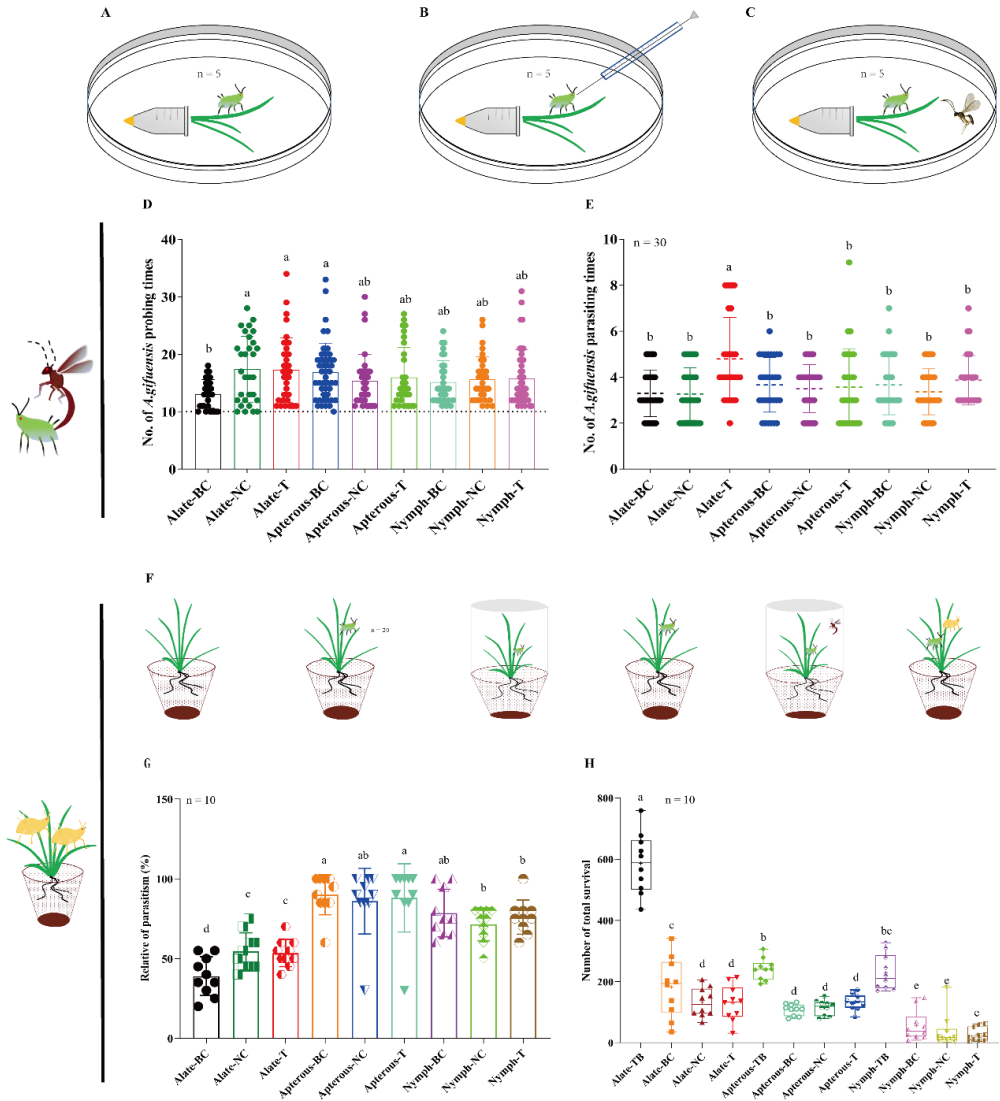 A
B
C
n = 5
n = 5
n = 5
D
No. of A.gifuensis probing times
40
30
20
10
0
b
a
a
a
ab
ab
ab
ab
ab
Alate-BC
Alate-NC
Alate-T
Apterous-BC
Apterous-NC
Apterous-T
Nymph-BC
Nymph-NC
Nymph-T
E
No. of A.gifuensis parasiting times
10
8
6
4
2
0
n = 30
b
b
a
b
b
b
b
b
b
Alate-BC
Alate-NC
Alate-T
Apterous-BC
Apterous-NC
Apterous-T
Nymph-BC
Nymph-NC
Nymph-T
F
n = 20
G
Relative of parasitism (%)
150
100
50
0
n = 10
d
c
c
a
ab
a
ab
b
b
Alate-BC
Alate-NC
Alate-T
Apterous-BC
Apterous-NC
Apterous-T
Nymph-BC
Nymph-NC
Nymph-T
H
Number of total survival
800
600
400
200
0
n = 10
a
c
d
d
b
d
d
d
bc
e
e
c
Alate-TB
Alate-BC
Alate-NC
Alate-T
Apterous-TB
Apterous-BC
Apterous-NC
Apterous-T
Nymph-TB
Nymph-BC
Nymph-NC
Nymph-T